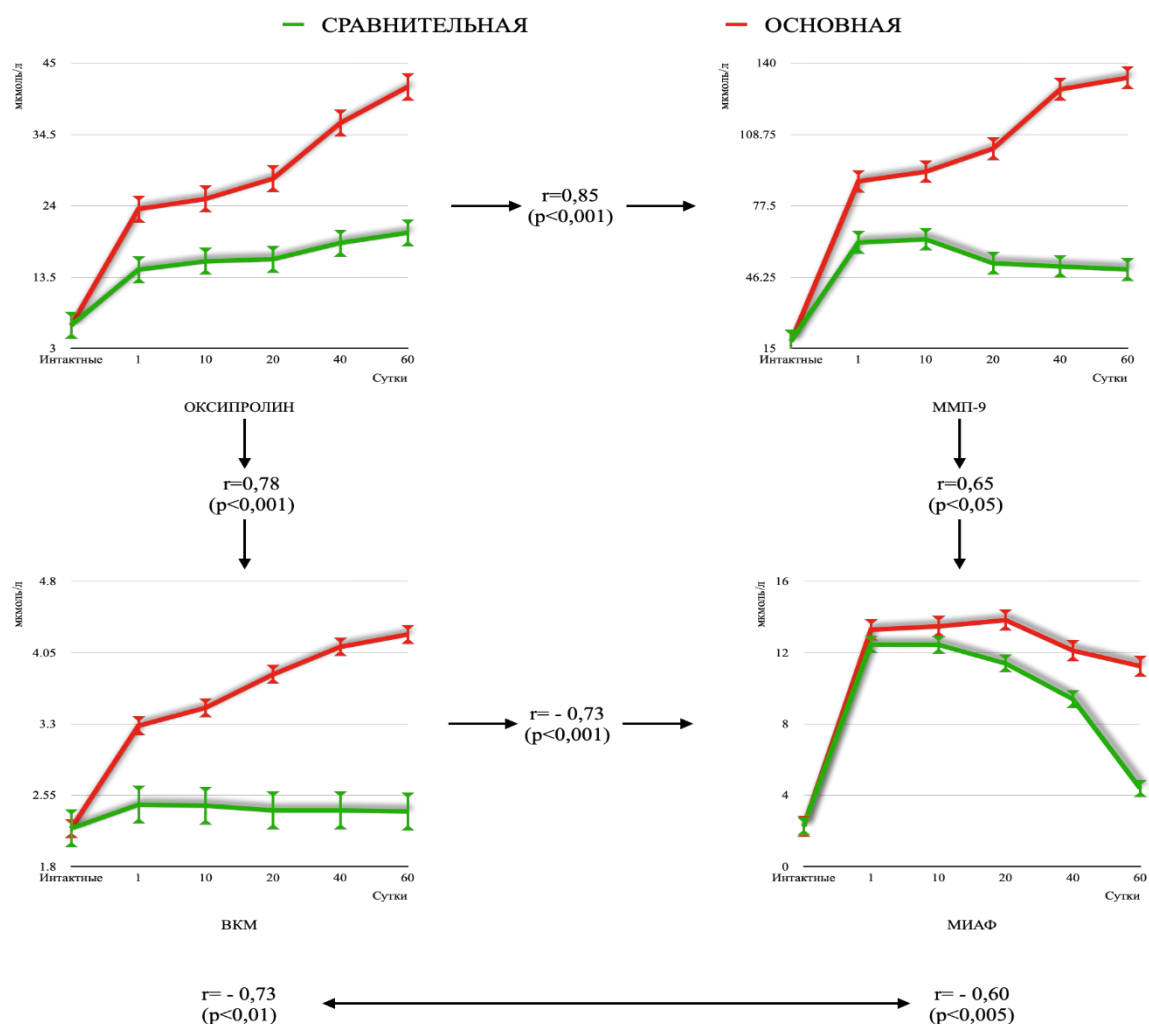 СРАВНИТЕЛЬНАЯ
ОСНОВНАЯ
мкмоль/л
45
34.5
24
13.5
3
Интактные 1 10 20 40 60
Сутки
ОКСИПРОЛИН
r=0,85
(p<0,001)
мкмоль/л
140
108.75
77.5
46.25
15
Интактные 1 10 20 40 60
Сутки
ММП-9
r=0,78
(p<0,001)
r=0,65
(p<0,05)
мкмоль/л
4.8
4.05
3.3
2.55
1.8
Интактные 1 10 20 40 60
Сутки
ВКМ
r= - 0,73
(p<0,001)
мкмоль/л
16
12
8
4
0
Интактные 1 10 20 40 60
Сутки
МИАФ
r= - 0,73
(p<0,01)
r= - 0,60
(p<0,005)